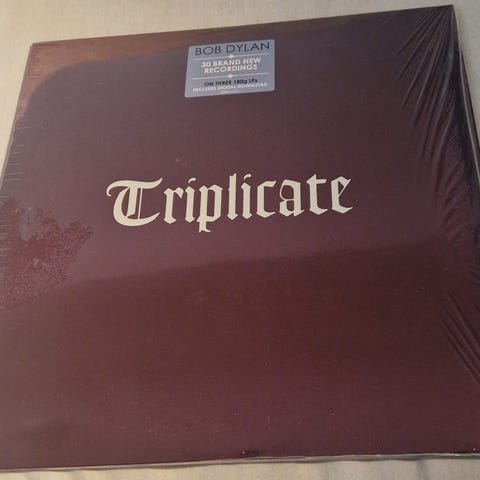 BOB DYLAN
30 BRAND NEW
RECORDINGS
ON THREE 180g LPs
INCLUDES DIGITAL DOWNLOAD
Triplicate